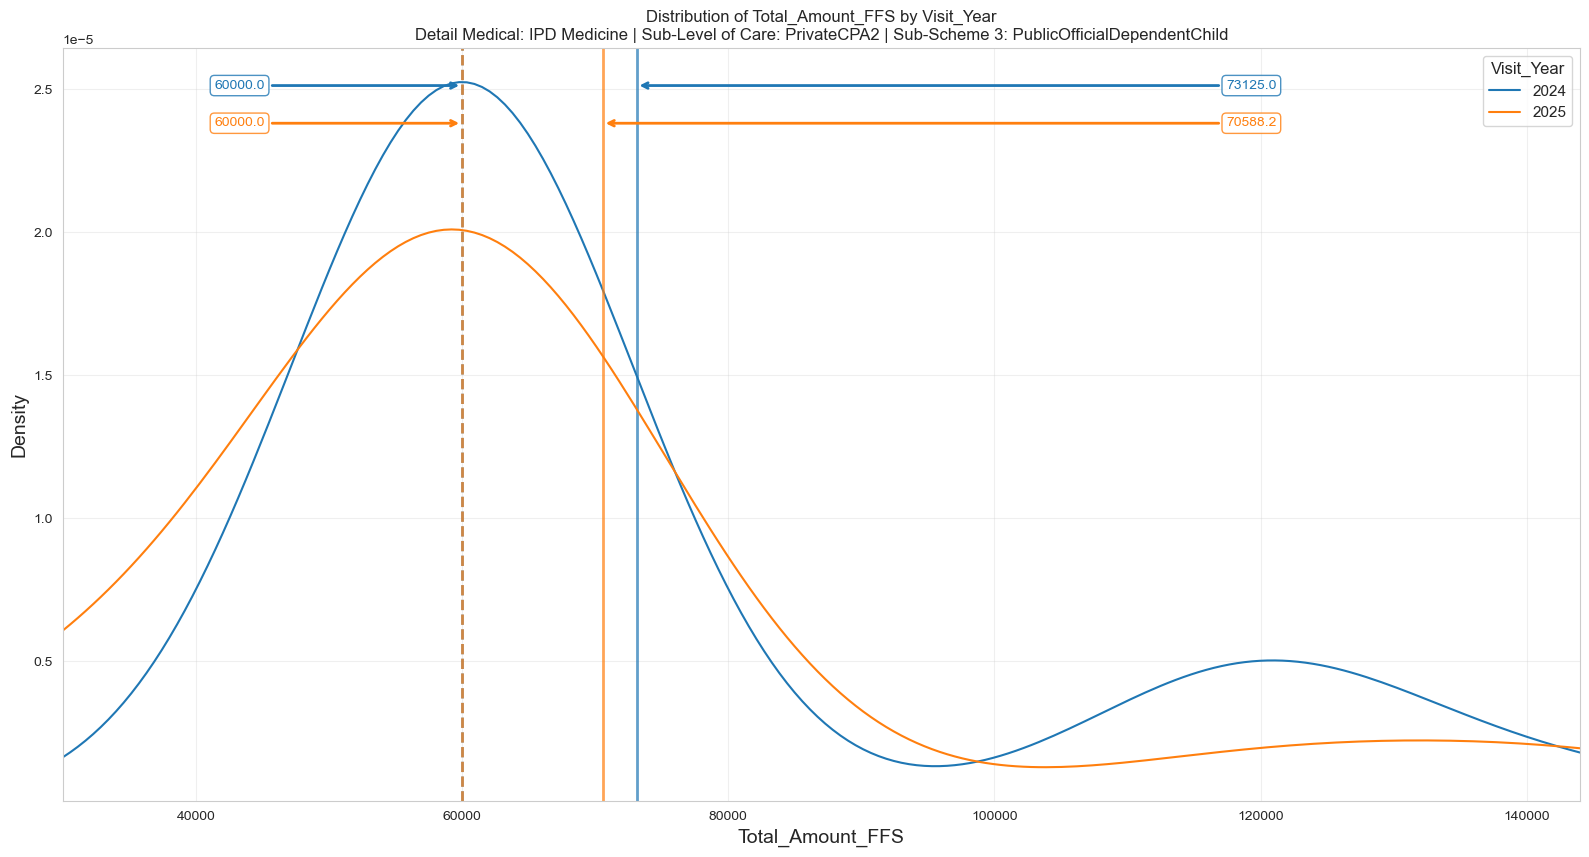 Distribution of Total_Amount_FFS by Visit_Year
Detail Medical: IPD Medicine | Sub-Level of Care: PrivateCPA2 | Sub-Scheme 3: PublicOfficialDependentChild
1e−5
Visit_Year
2024
2025
60000.0
73125.0
60000.0
70588.2
2.5
2.0
1.5
1.0
0.5
Density
40000
60000
80000
100000
120000
140000
Total_Amount_FFS